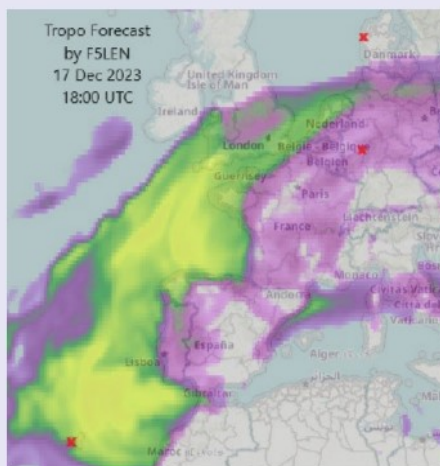 Tropo Forecast
by F5LEN
17 Dec 2023
18:00 UTC
Danmark
United Kingdom
Isle of Man
Ireland
Nederland
London
België - Belgique
Belgien
Guernsey
Paris
Liechtenstein
France
Monaco
Andorra
España
Lisboa
Gibraltar
Maroc